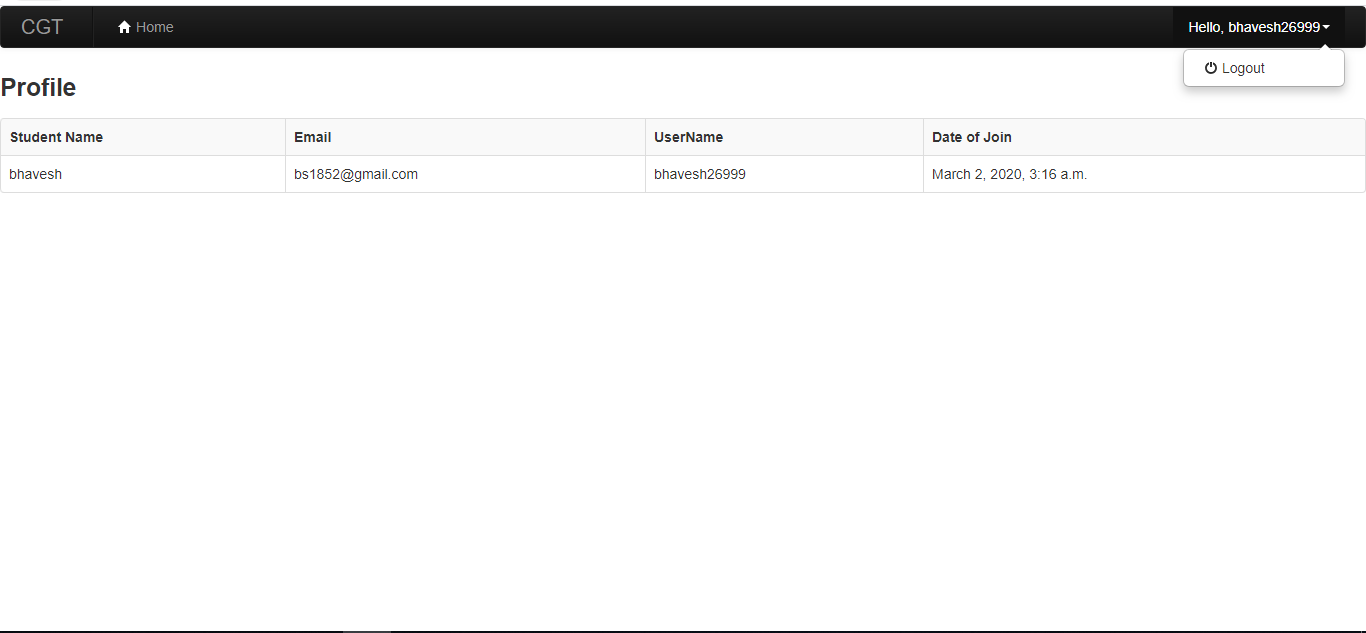 CGT Home Hello, bhavesh26999
Logout
Profile
Student Name Email UserName Date of Join
bhavesh bs1852@gmail.com bhavesh26999 March 2, 2020, 3:16 a.m.